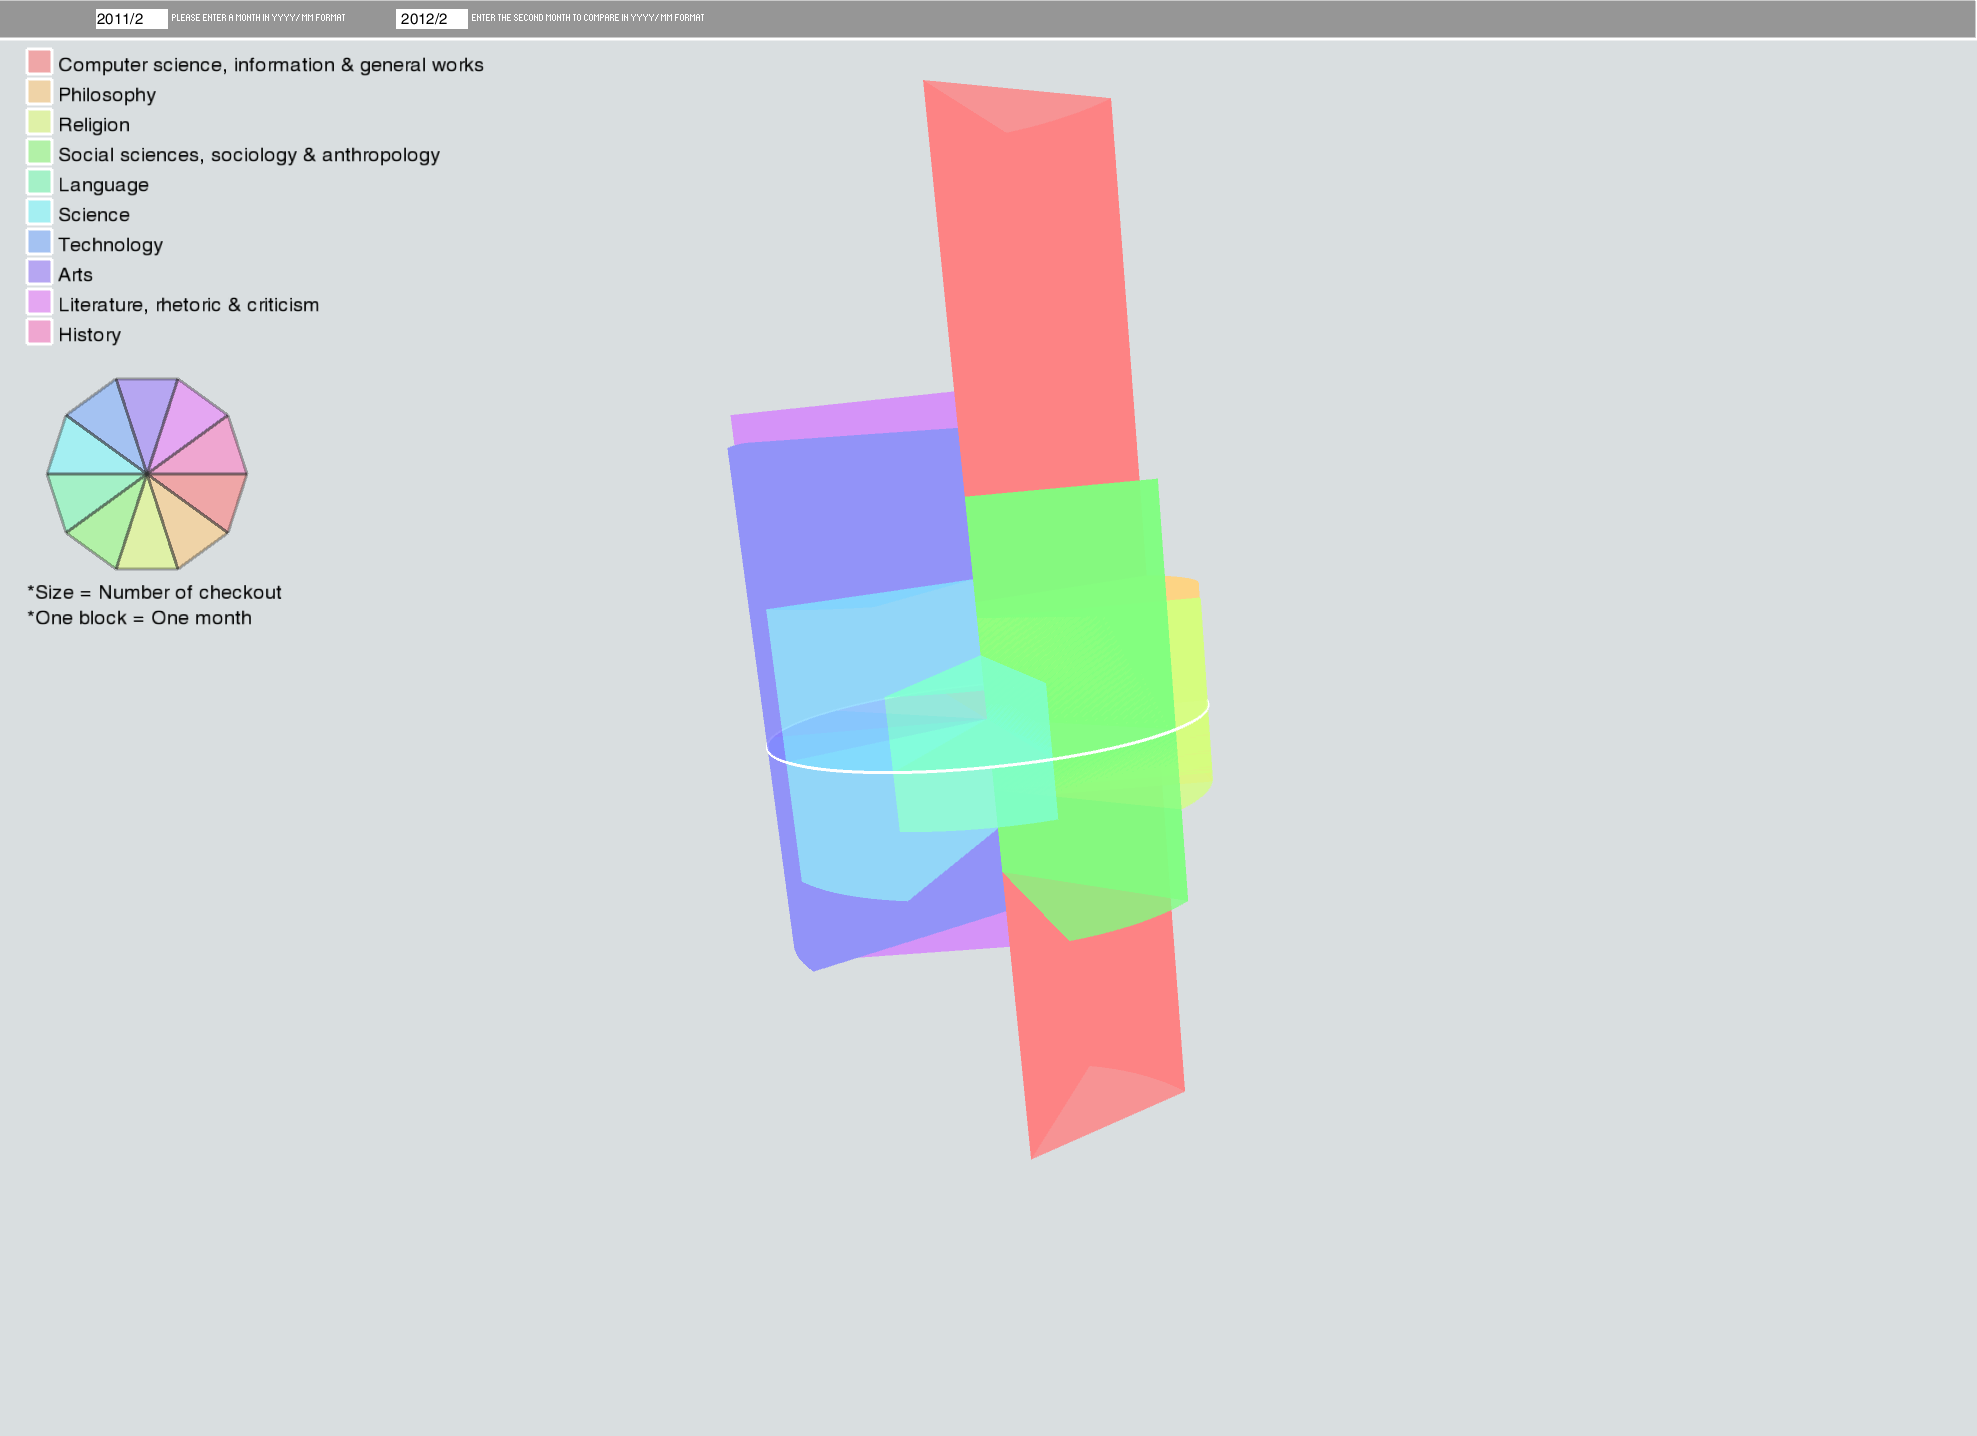 2011/2 PLEASE ENTER A MONTH IN YYYY/MM FORMAT 2012/2 ENTER THE SECOND MONTH TO COMPARE IN YYYY/MM FORMAT
Computer science, information & general works
Philosophy
Religion
Social sciences, sociology & anthropology
Language
Science
Technology
Arts
Literature, rhetoric & criticism
History
*Size = Number of checkout
*One block = One month